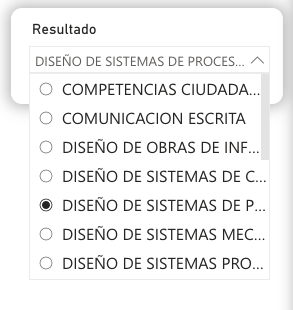 Resultado
DISEÑO DE SISTEMAS DE PROCES...
COMPETENCIAS CIUDADA...
COMUNICACION ESCRITA
DISEÑO DE OBRAS DE INF...
DISEÑO DE SISTEMAS DE C...
DISEÑO DE SISTEMAS DE P...
DISEÑO DE SISTEMAS MEC...
DISEÑO DE SISTEMAS PRO...